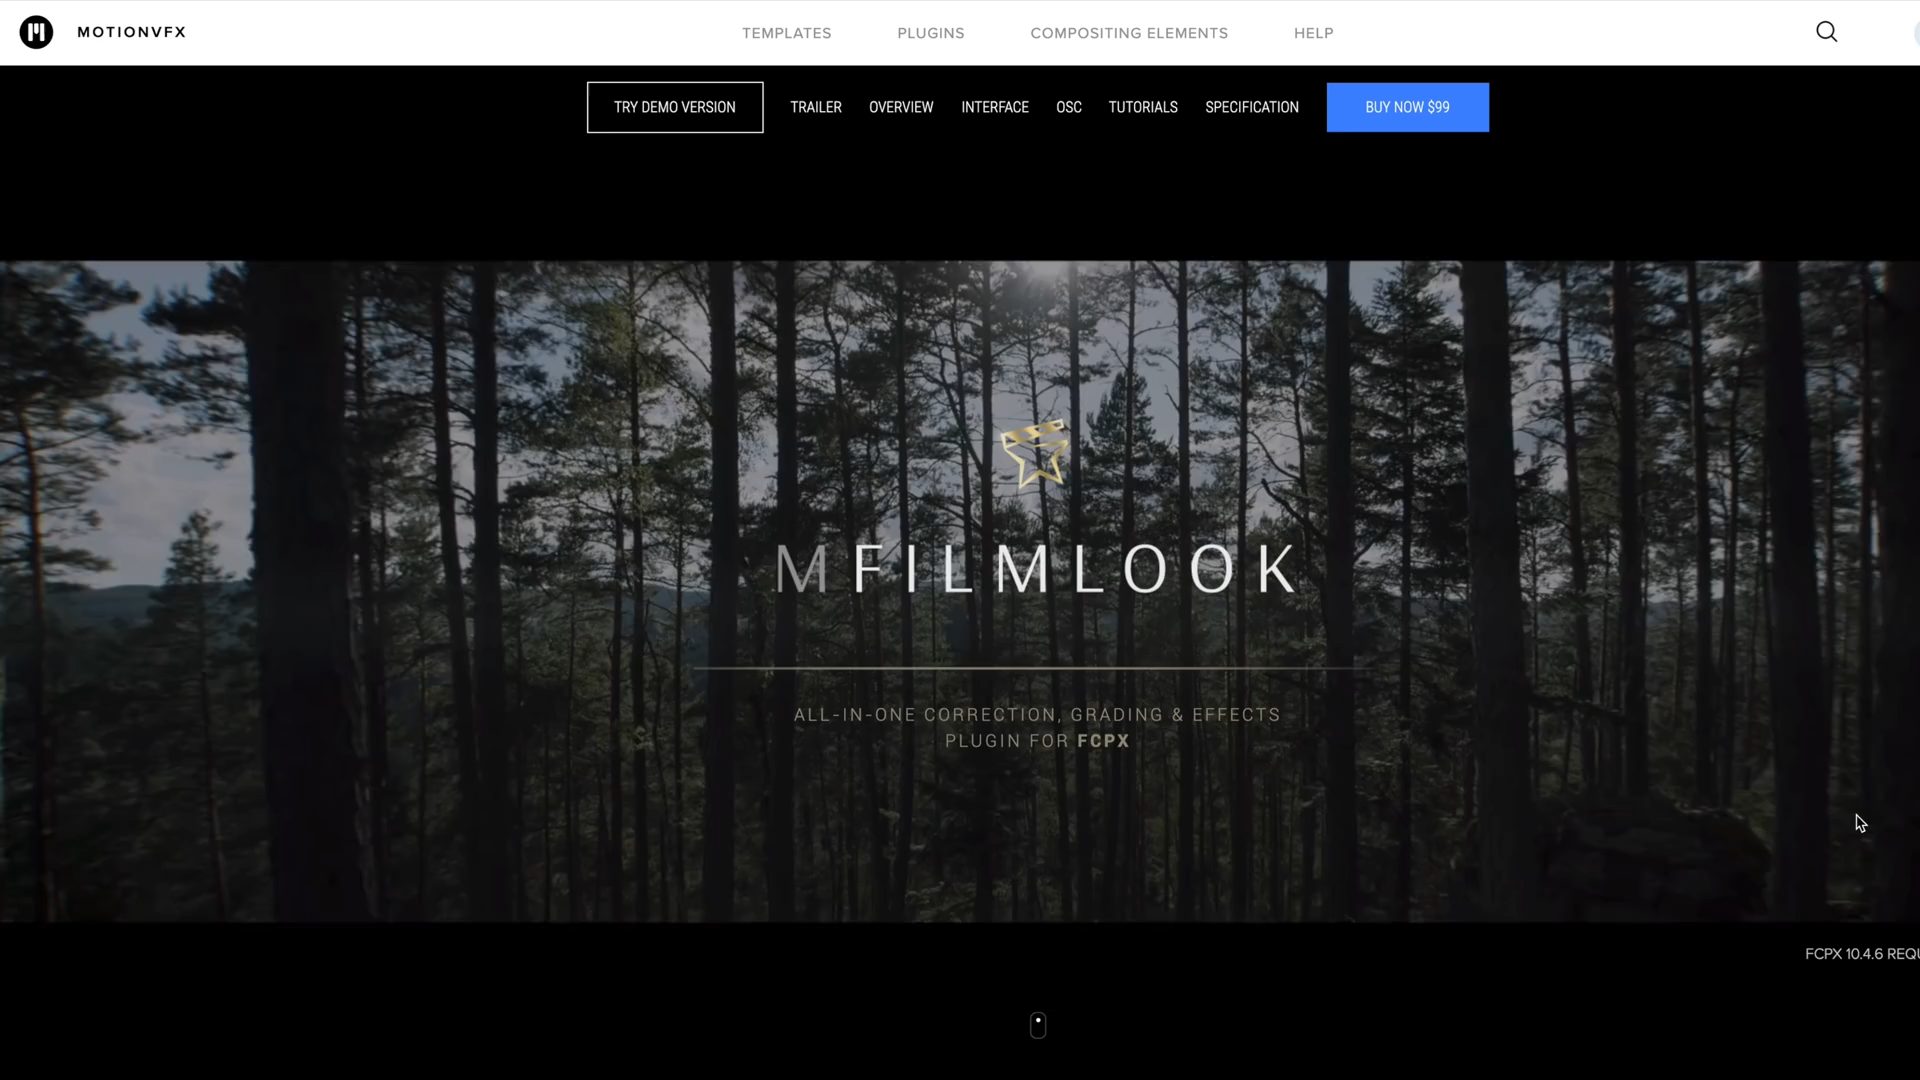 MOTIONVFX
TEMPLATES PLUGINS COMPOSITING ELEMENTS HELP
TRY DEMO VERSION TRAILER OVERVIEW INTERFACE OSC TUTORIALS SPECIFICATION BUY NOW $99
MFILMLOOK
ALL-IN-ONE CORRECTION, GRADING & EFFECTS
PLUGIN FOR FCPX
FCPX 10.4.6